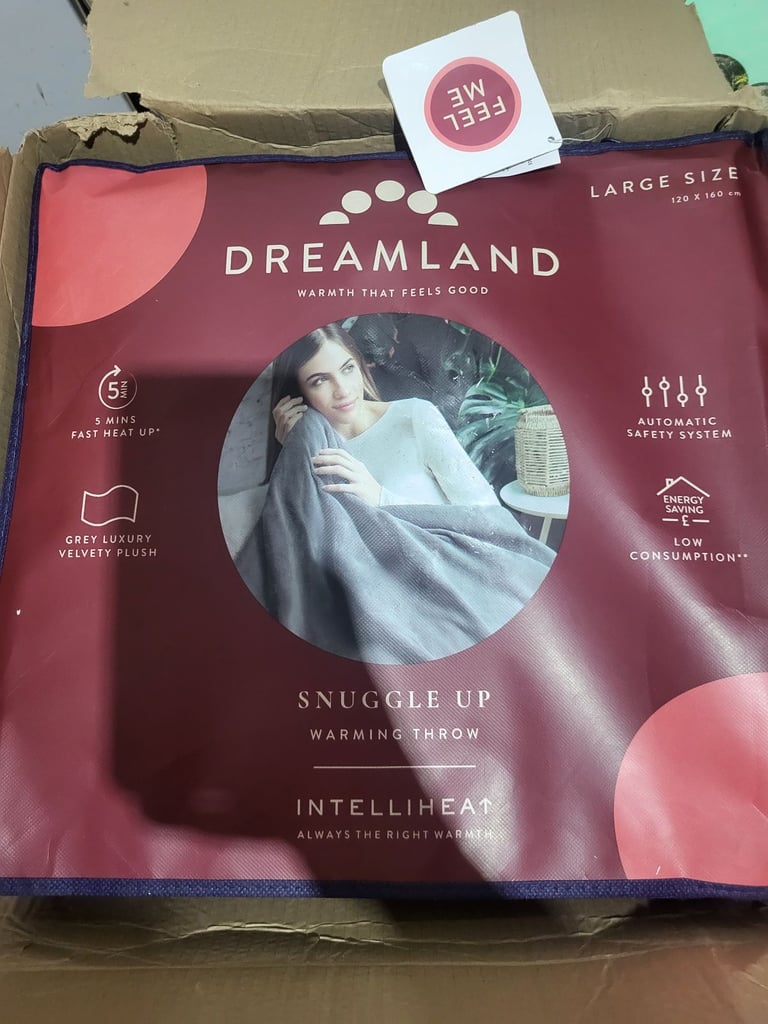 FEEL
ME
LARGE SIZE
120 X 160 cm
DREAMLAND
WARMTH THAT FEELS GOOD
5
MIN
5 MINS
FAST HEAT UP*
AUTOMATIC
SAFETY SYSTEM
GREY LUXURY
VELVETY PLUSH
ENERGY
SAVING
£
LOW
CONSUMPTION**
SNUGGLE UP
WARMING THROW
INTELLIHEAT
ALWAYS THE RIGHT WARMTH